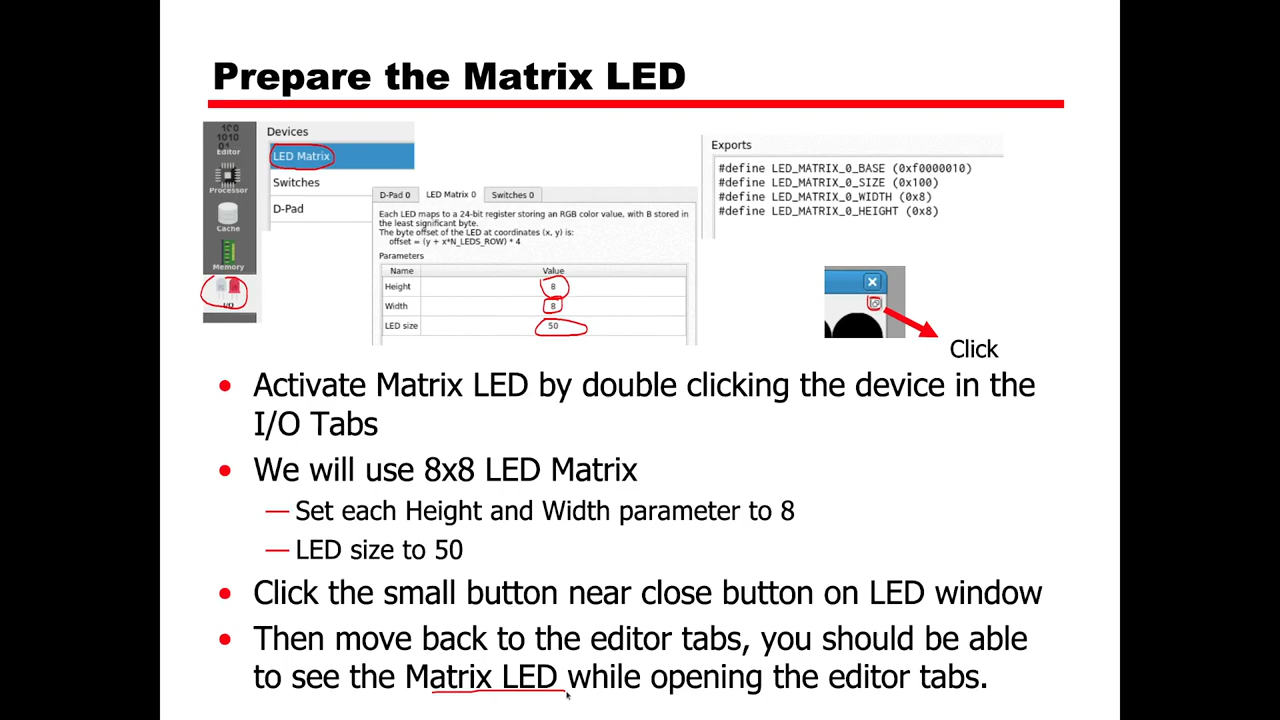 Prepare the Matrix LED
Editor
Processor
Cache
Memory
I/O
Devices
LED Matrix
Switches
D-Pad
D-Pad 0
LED Matrix 0
Switches 0
Each LED maps to a 24-bit register storing an RGB color value, with B stored in
the least significant byte.
The byte offset of the LED at coordinates (x, y) is:
offset = (y + x*N_LEDS_ROW) * 4
Parameters
Name Value
Height 8
Width 8
LED size 50
Exports
#define LED_MATRIX_0_BASE (0xf0000010)
#define LED_MATRIX_0_SIZE (0x100)
#define LED_MATRIX_0_WIDTH (0x8)
#define LED_MATRIX_0_HEIGHT (0x8)
Click
• Activate Matrix LED by double clicking the device in the
I/O Tabs
• We will use 8x8 LED Matrix
— Set each Height and Width parameter to 8
— LED size to 50
• Click the small button near close button on LED window
• Then move back to the editor tabs, you should be able
to see the Matrix LED while opening the editor tabs.